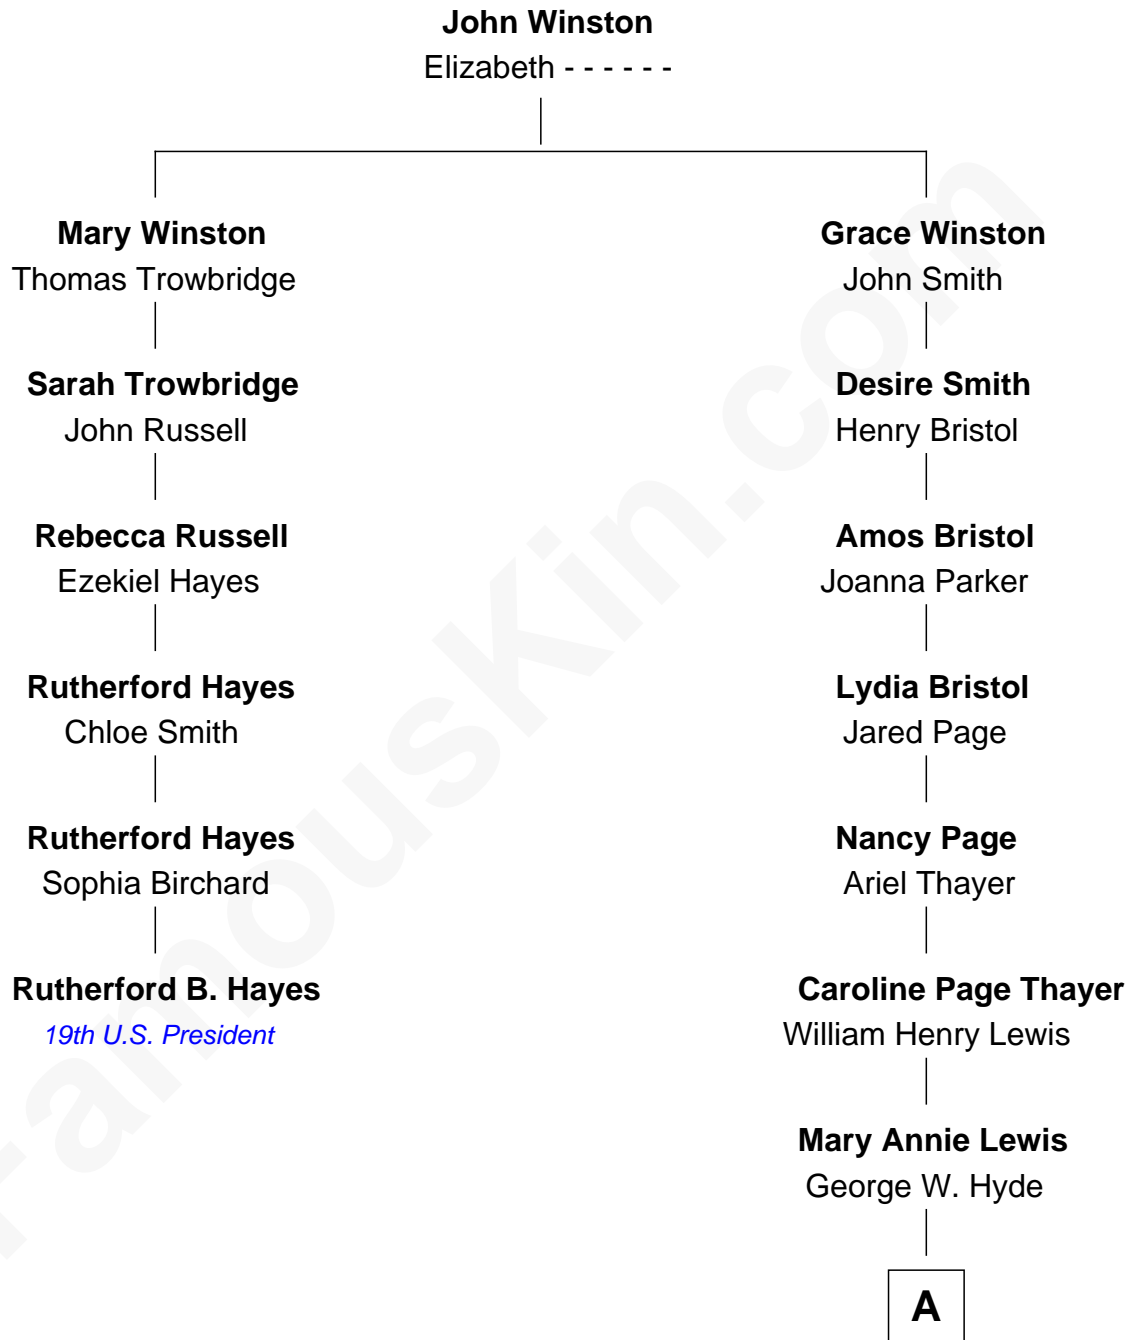 John Winston
Elizabeth - - - - - -
Mary Winston
Thomas Trowbridge
Grace Winston
John Smith
Sarah Trowbridge
John Russell
Desire Smith
Henry Bristol
Rebecca Russell
Ezekiel Hayes
Amos Bristol
Joanna Parker
Rutherford Hayes
Chloe Smith
Lydia Bristol
Jared Page
Rutherford Hayes
Sophia Birchard
Nancy Page
Ariel Thayer
Rutherford B. Hayes
19th U.S. President
Caroline Page Thayer
William Henry Lewis
Mary Annie Lewis
George W. Hyde
A
FamousKin.com